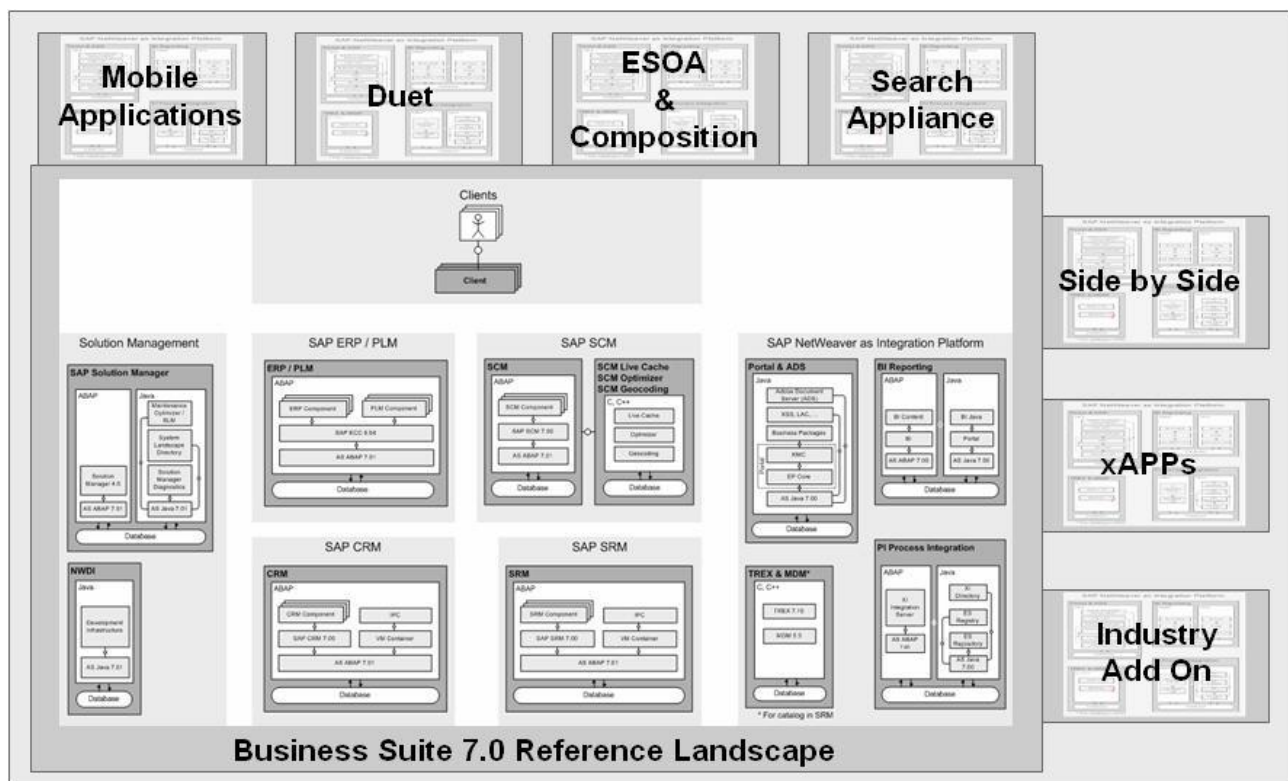 Mobile
Applications
Duet
ESOA
&
Composition
Search
Appliance
Side by Side
xAPPs
Industry
Add On
Clients
Client
Solution Management
SAP Solution Manager
ABAP
Java
Maintenance
Optimizer /
System
Landscape
Directory
Solution
Manager 4.0
Solution
Manager
Diagnostics
AS ABAP 7.01
AS Java 7.01
Database
NWDI
Java
Development
Infrastructure
AS Java 7.01
Database
SAP ERP / PLM
ERP / PLM
ABAP
ERP Component
PLM Component
SAP ECC 6.04
AS ABAP 7.01
Database
SAP SCM
SCM
ABAP
SCM Component
SAP SCM 7.00
AS ABAP 7.01
Database
SCM Live Cache
SCM Optimizer
SCM Geocoding
C, C++
Live Cache
Optimizer
Geocoding
Database
SAP CRM
CRM
ABAP
CRM Component
IPC
SAP CRM 7.00
VM Container
AS ABAP 7.01
Database
SAP SRM
SRM
ABAP
SRM Component
IPC
SAP SRM 7.00
VM Container
AS ABAP 7.01
Database
SAP NetWeaver as Integration Platform
Portal & ADS
Java
Adobe Document
Server (ADS)
XSS, LAC, ...
Business Packages
Portal
KMC
EP Core
AS Java 7.00
Database
BI Reporting
ABAP
Java
BI Content
BI Java
BI
Portal
AS ABAP 7.00
AS Java 7.00
Database
TREX & MDM*
C, C++
TREX 7.10
MDM 5.5
Database
* For catalog in SRM
PI Process Integration
ABAP
Java
XI
Integration
Server
AS ABAP
XI
Directory
ES
Registry
ES
Repository
AS Java
7.00
Database
Business Suite 7.0 Reference Landscape